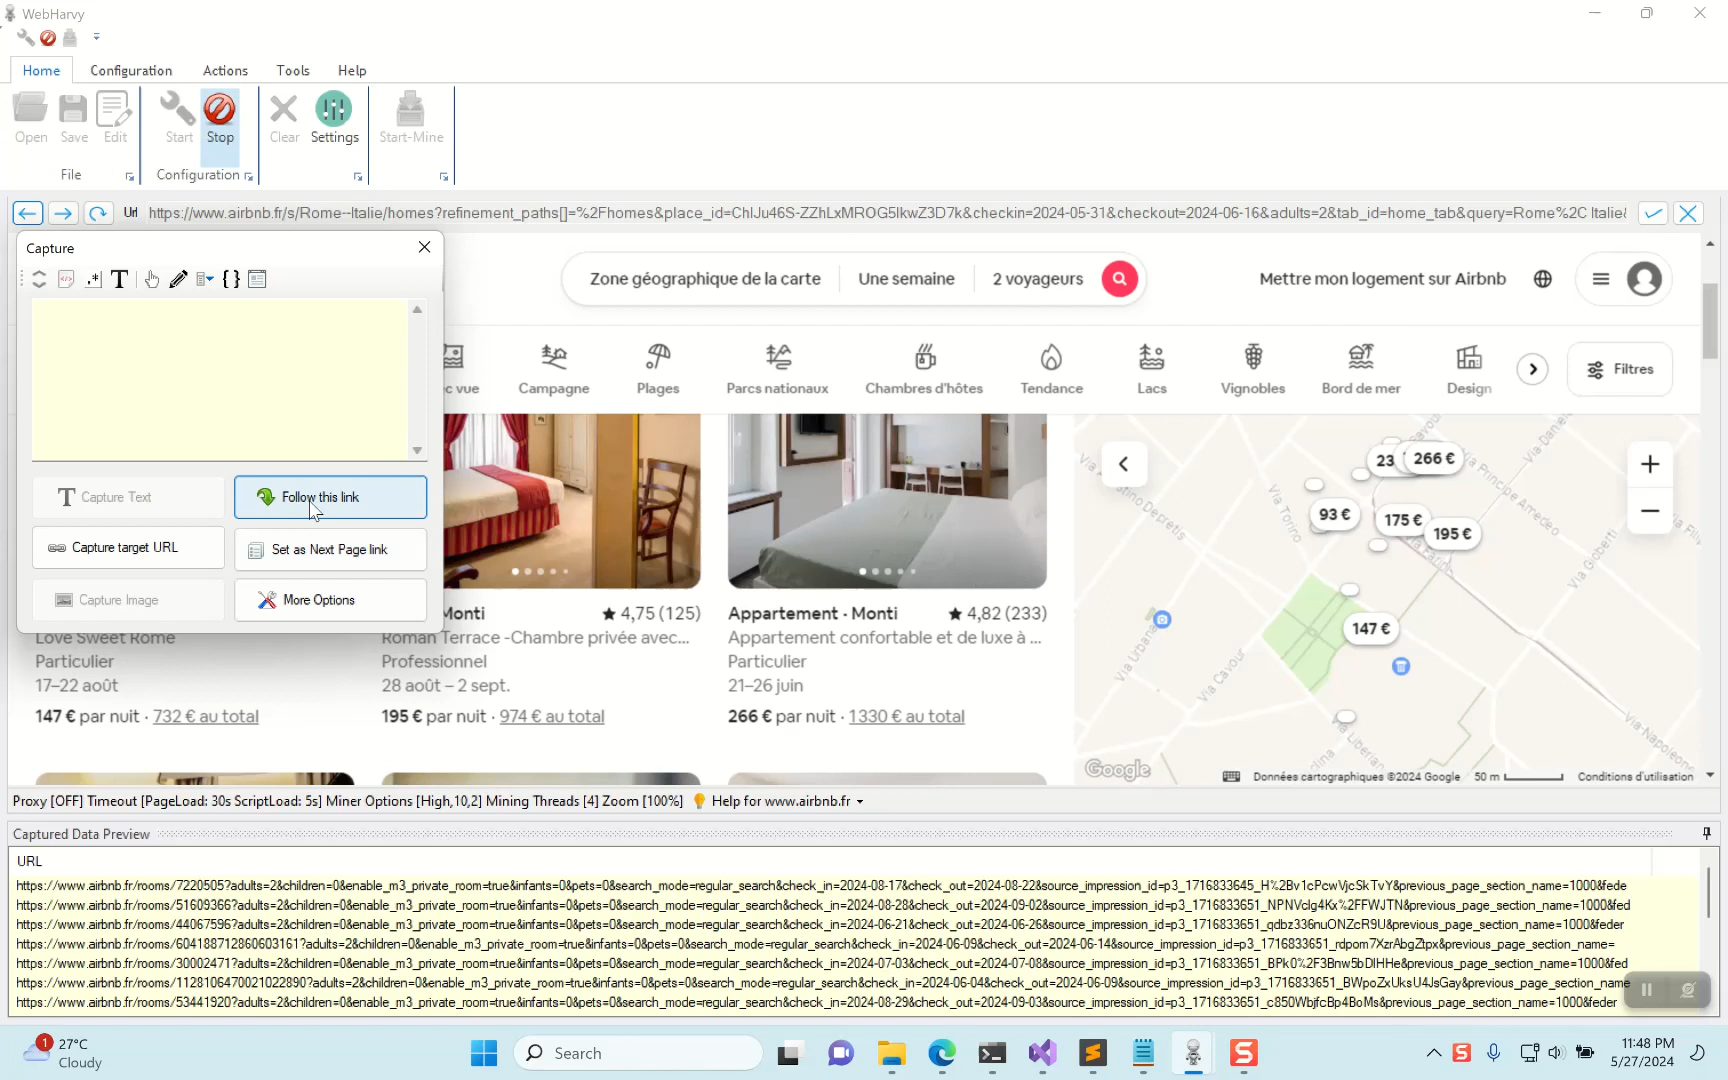 WebHarvy
Home Configuration Actions Tools Help
Open Save Edit Start Stop Clear Settings Start-Mine
File Configuration
Url https://www.airbnb.fr/s/Rome--Italie/homes?refinement_paths[]=%2Fhomes&place_id=ChIJu46S-ZZhLxMROG5lkwZ3D7k&checkin=2024-05-31&checkout=2024-06-16&adults=2&tab_id=home_tab&query=Rome%2C Italie
Capture
T { }
Capture Text
Follow this link
Capture target URL
Set as Next Page link
Capture Image
More Options
Zone géographique de la carte Une semaine 2 voyageurs Mettre mon logement sur Airbnb
c vue Campagne Plages Parcs nationaux Chambres d'hôtes Tendance Lacs Vignobles Bord de mer Design Filtres
Love Sweet Rome
Particulier
17–22 août
147 € par nuit · 732 € au total
Monti ★ 4,75 (125)
Roman Terrace -Chambre privée avec...
Professionnel
28 août – 2 sept.
195 € par nuit · 974 € au total
Appartement · Monti ★ 4,82 (233)
Appartement confortable et de luxe à ...
Particulier
21–26 juin
266 € par nuit · 1330 € au total
23 266 €
93 € 175 € 195 €
147 €
Via Torino
Via Principe Amedeo
Via Cavour
Via Urbana
Via Gioberti
Via Liberiana
Via Napoleone
Google Données cartographiques ©2024 Google 50 m Conditions d'utilisation
Proxy [OFF] Timeout [PageLoad: 30s ScriptLoad: 5s] Miner Options [High,10,2] Mining Threads [4] Zoom [100%] Help for www.airbnb.fr
Captured Data Preview
URL
https://www.airbnb.fr/rooms/7220505?adults=2&children=0&enable_m3_private_room=true&infants=0&pets=0&search_mode=regular_search&check_in=2024-08-17&check_out=2024-08-22&source_impression_id=p3_1716833645_H%2Bv1cPcwVjcSkTvY&previous_page_section_name=1000&fede
https://www.airbnb.fr/rooms/51609366?adults=2&children=0&enable_m3_private_room=true&infants=0&pets=0&search_mode=regular_search&check_in=2024-08-28&check_out=2024-09-02&source_impression_id=p3_1716833651_NPNVclg4Kx%2FFWJTN&previous_page_section_name=1000&fed
https://www.airbnb.fr/rooms/44067596?adults=2&children=0&enable_m3_private_room=true&infants=0&pets=0&search_mode=regular_search&check_in=2024-06-21&check_out=2024-06-26&source_impression_id=p3_1716833651_qdbz336nuONZcR9U&previous_page_section_name=1000&feder
https://www.airbnb.fr/rooms/604188712860603161?adults=2&children=0&enable_m3_private_room=true&infants=0&pets=0&search_mode=regular_search&check_in=2024-06-09&check_out=2024-06-14&source_impression_id=p3_1716833651_rdpom7XzrAbgZtpx&previous_page_section_name=
https://www.airbnb.fr/rooms/30002471?adults=2&children=0&enable_m3_private_room=true&infants=0&pets=0&search_mode=regular_search&check_in=2024-07-03&check_out=2024-07-08&source_impression_id=p3_1716833651_BPk0%2F3Bnw5bDIHHe&previous_page_section_name=1000&fed
https://www.airbnb.fr/rooms/1128106470021022890?adults=2&children=0&enable_m3_private_room=true&infants=0&pets=0&search_mode=regular_search&check_in=2024-06-04&check_out=2024-06-09&source_impression_id=p3_1716833651_BWpoZxUksU4JsGay&previous_page_section_name
https://www.airbnb.fr/rooms/53441920?adults=2&children=0&enable_m3_private_room=true&infants=0&pets=0&search_mode=regular_search&check_in=2024-08-29&check_out=2024-09-03&source_impression_id=p3_1716833651_c850WbjfcBp4BoMs&previous_page_section_name=1000&feder
1 27°C
Cloudy
Search
11:48 PM
5/27/2024